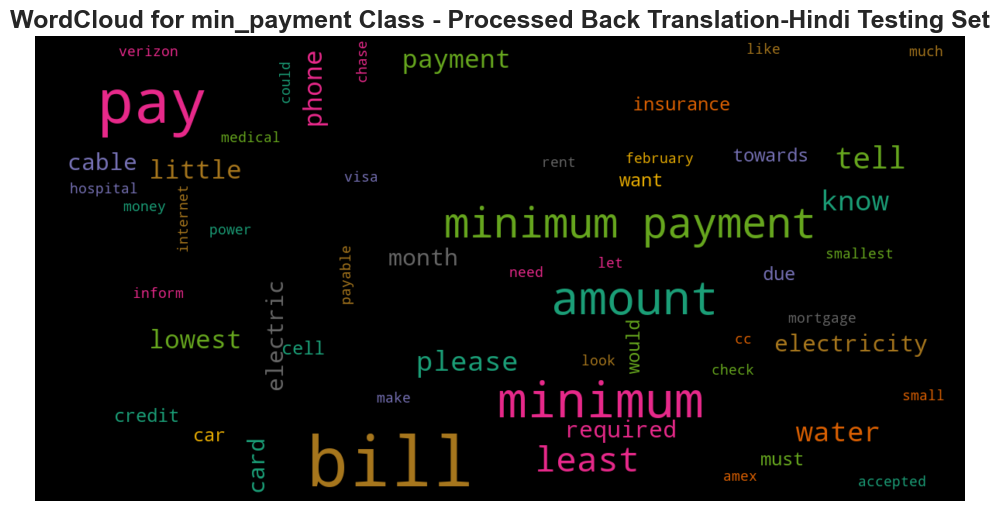 WordCloud for min_payment Class - Processed Back Translation-Hindi Testing Set
verizon
could
phone
chase
payment
like
much
pay
insurance
medical
cable
little
visa
rent
february
towards
tell
want
hospital
money
internet
power
minimum payment
know
month
payable
need
let
smallest
due
inform
electric
amount
mortgage
lowest
cell
please
look
would
cc
electricity
check
make
minimum
small
credit
car
card
bill
required
least
water
must
amex
accepted